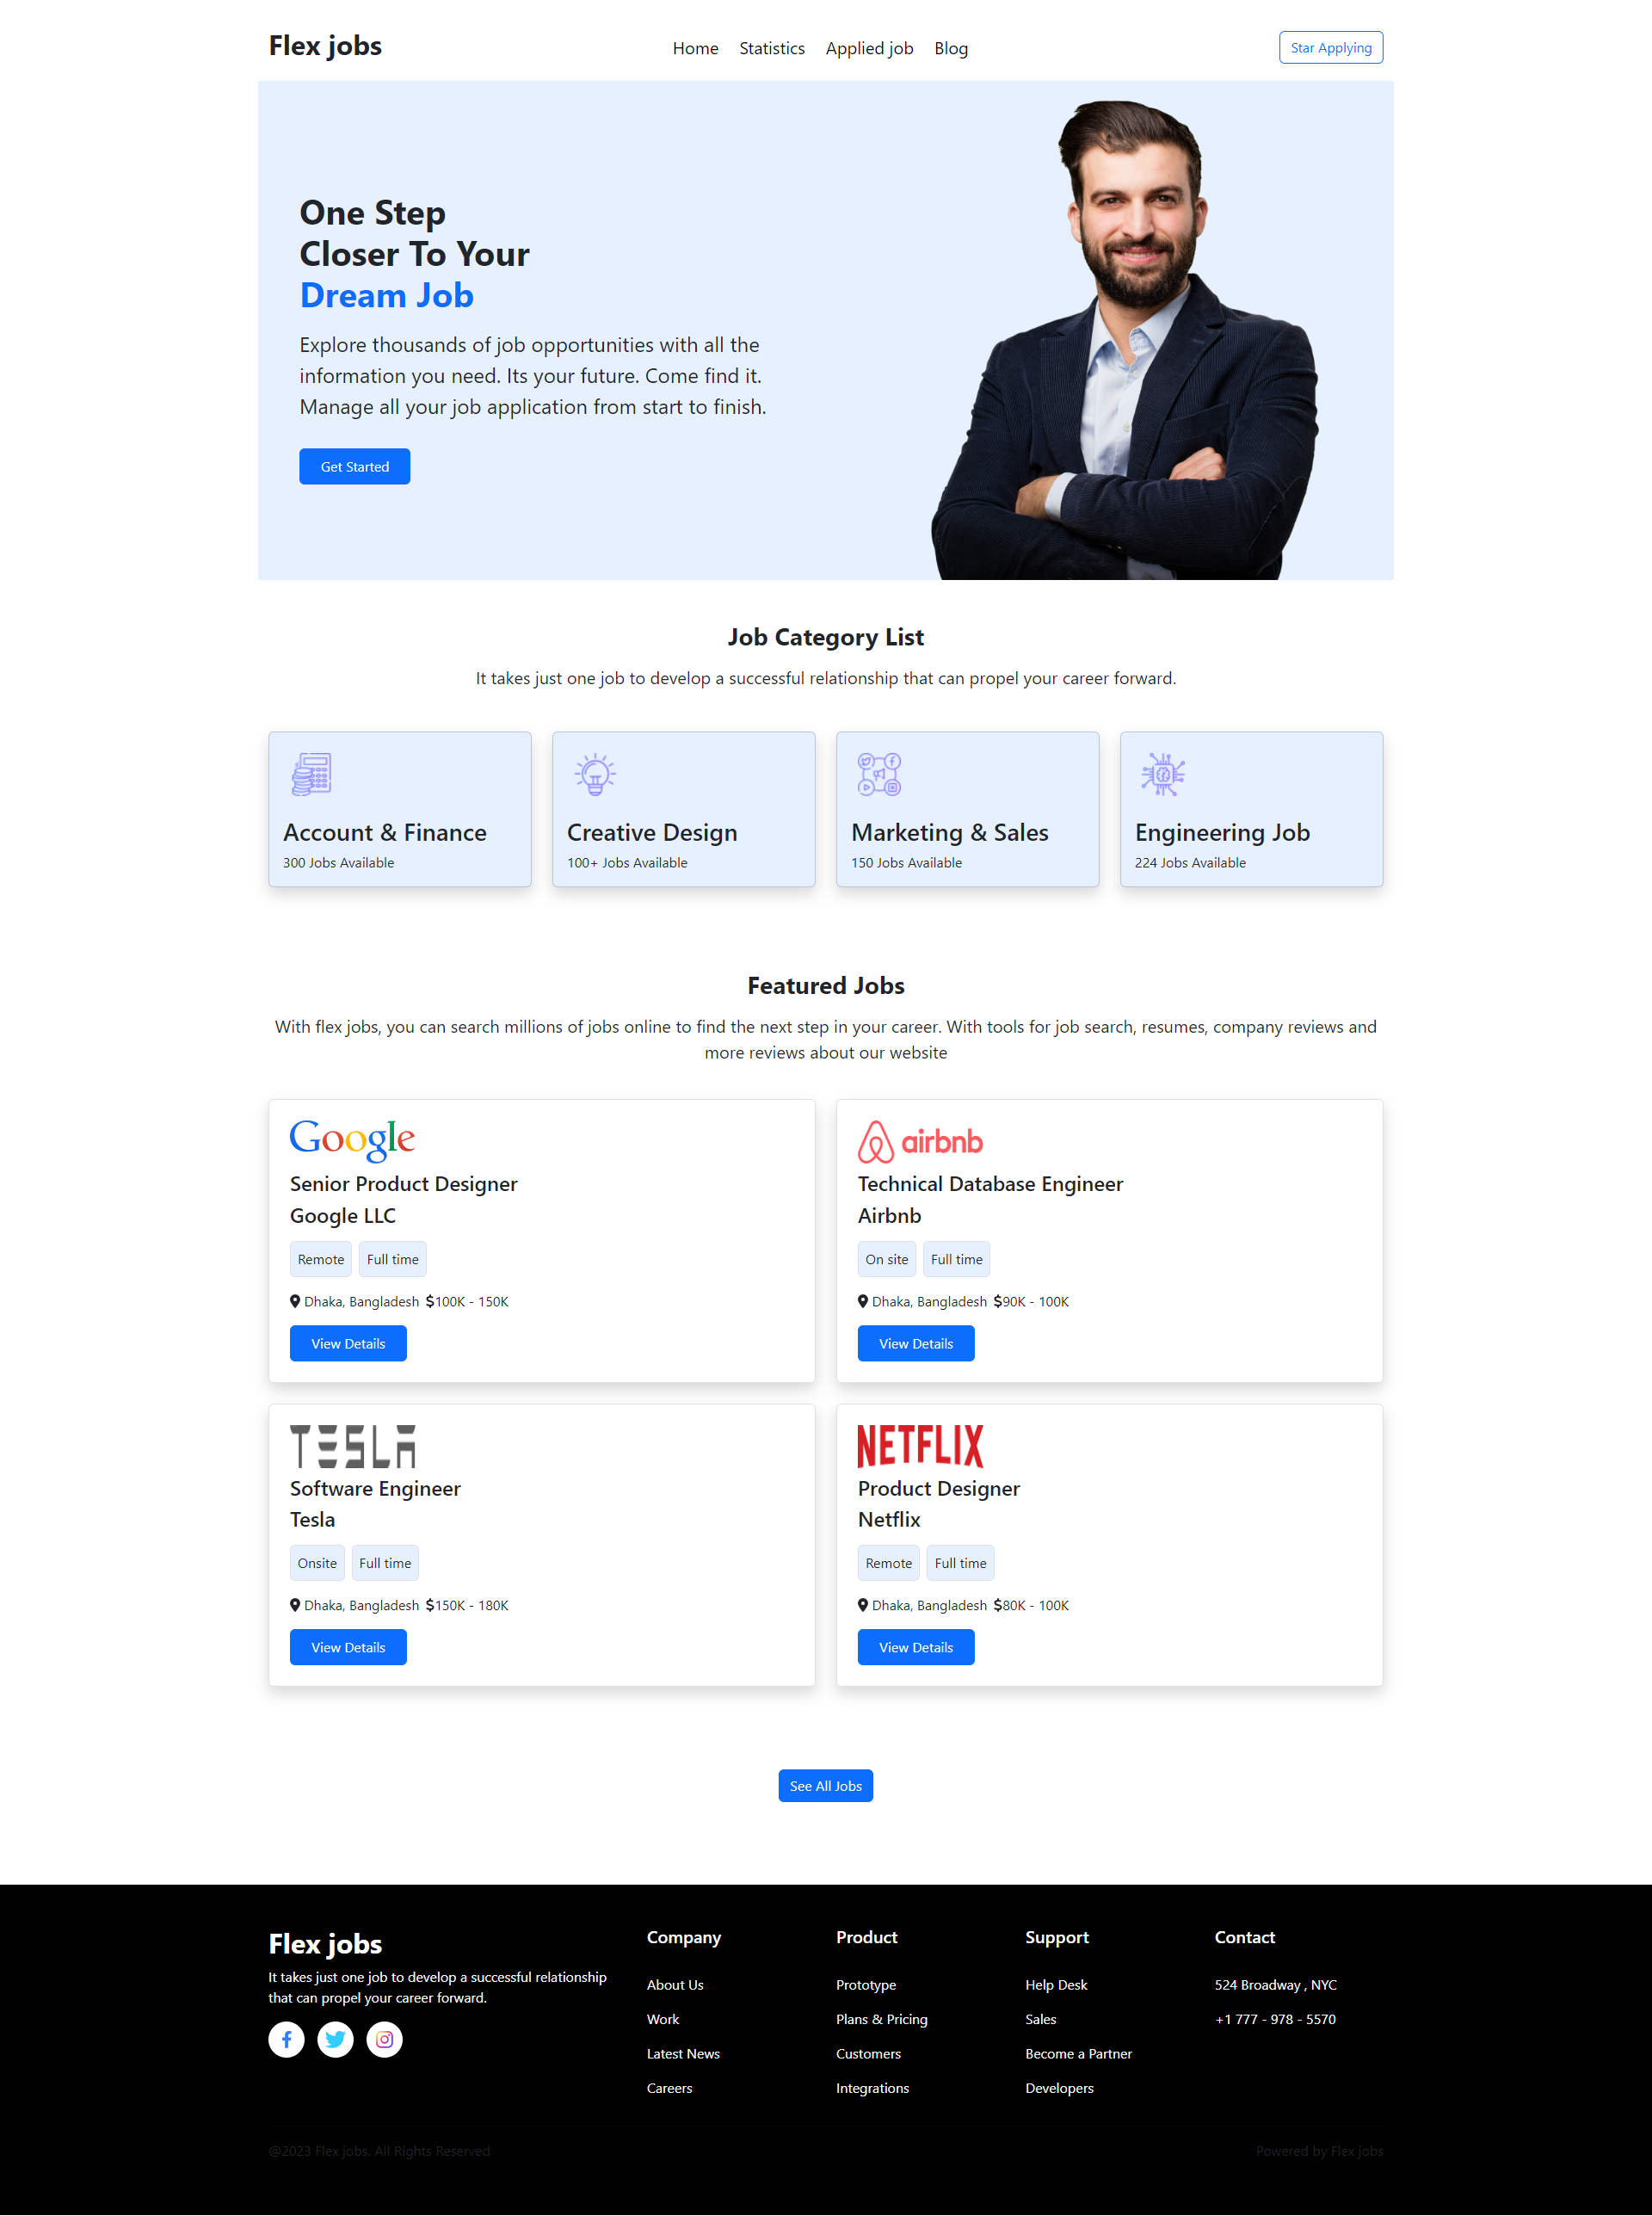 Flex jobs
Home Statistics Applied job Blog
Star Applying
One Step
Closer To Your
Dream Job
Explore thousands of job opportunities with all the
information you need. Its your future. Come find it.
Manage all your job application from start to finish.
Get Started
Job Category List
It takes just one job to develop a successful relationship that can propel your career forward.
Account & Finance
300 Jobs Available
Creative Design
100+ Jobs Available
Marketing & Sales
150 Jobs Available
Engineering Job
224 Jobs Available
Featured Jobs
With flex jobs, you can search millions of jobs online to find the next step in your career. With tools for job search, resumes, company reviews and
more reviews about our website
Google
Senior Product Designer
Google LLC
Remote Full time
Dhaka, Bangladesh $100K - 150K
View Details
airbnb
Technical Database Engineer
Airbnb
On site Full time
Dhaka, Bangladesh $90K - 100K
View Details
TESLA
Software Engineer
Tesla
Onsite Full time
Dhaka, Bangladesh $150K - 180K
View Details
NETFLIX
Product Designer
Netflix
Remote Full time
Dhaka, Bangladesh $80K - 100K
View Details
See All Jobs
Flex jobs
It takes just one job to develop a successful relationship
that can propel your career forward.
Company
About Us
Work
Latest News
Careers
Product
Prototype
Plans & Pricing
Customers
Integrations
Support
Help Desk
Sales
Become a Partner
Developers
Contact
524 Broadway , NYC
+1 777 - 978 - 5570
@2023 Flex jobs. All Rights Reserved
Powered by Flex jobs